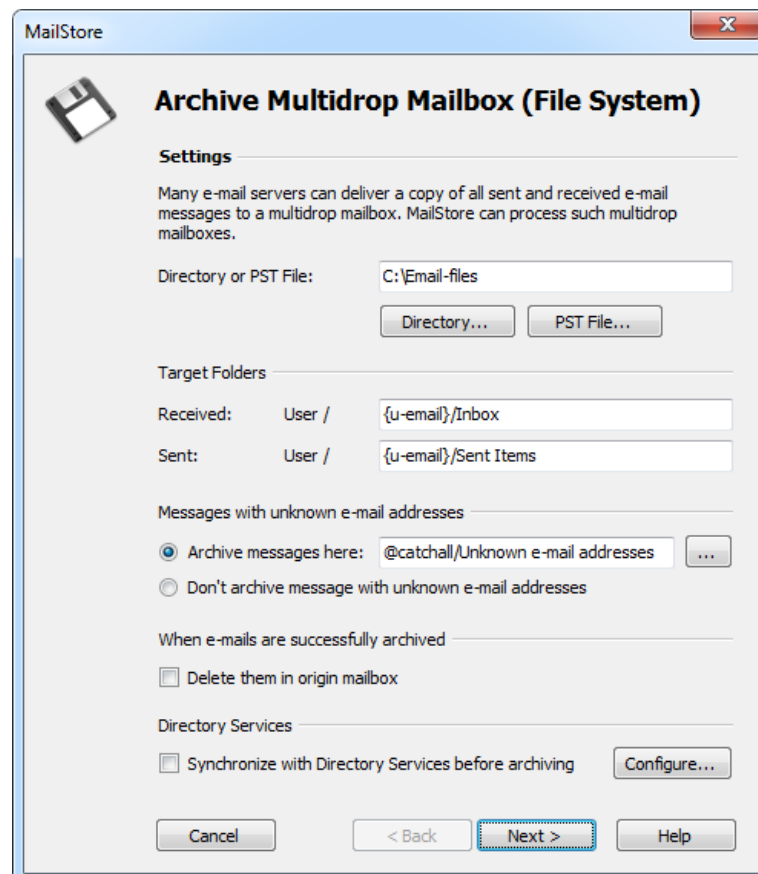 MailStore
Archive Multidrop Mailbox (File System)
Settings
Many e-mail servers can deliver a copy of all sent and received e-mail
messages to a multidrop mailbox. MailStore can process such multidrop
mailboxes.
Directory or PST File: C:\Email-files
Directory... PST File...
Target Folders
Received: User / {u-email}/Inbox
Sent: User / {u-email}/Sent Items
Messages with unknown e-mail addresses
Archive messages here: @catchall/Unknown e-mail addresses ...
Don't archive message with unknown e-mail addresses
When e-mails are successfully archived
Delete them in origin mailbox
Directory Services
Synchronize with Directory Services before archiving Configure...
Cancel < Back Next > Help